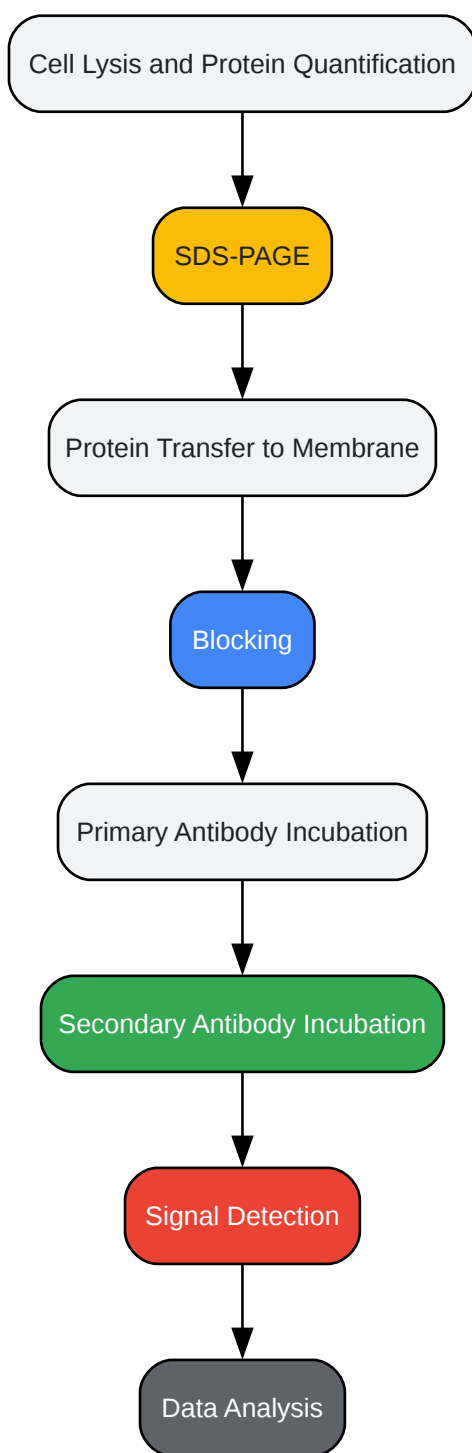 Cell Lysis and Protein Quantification
SDS-PAGE
Protein Transfer to Membrane
Blocking
Primary Antibody Incubation
Secondary Antibody Incubation
Signal Detection
Data Analysis